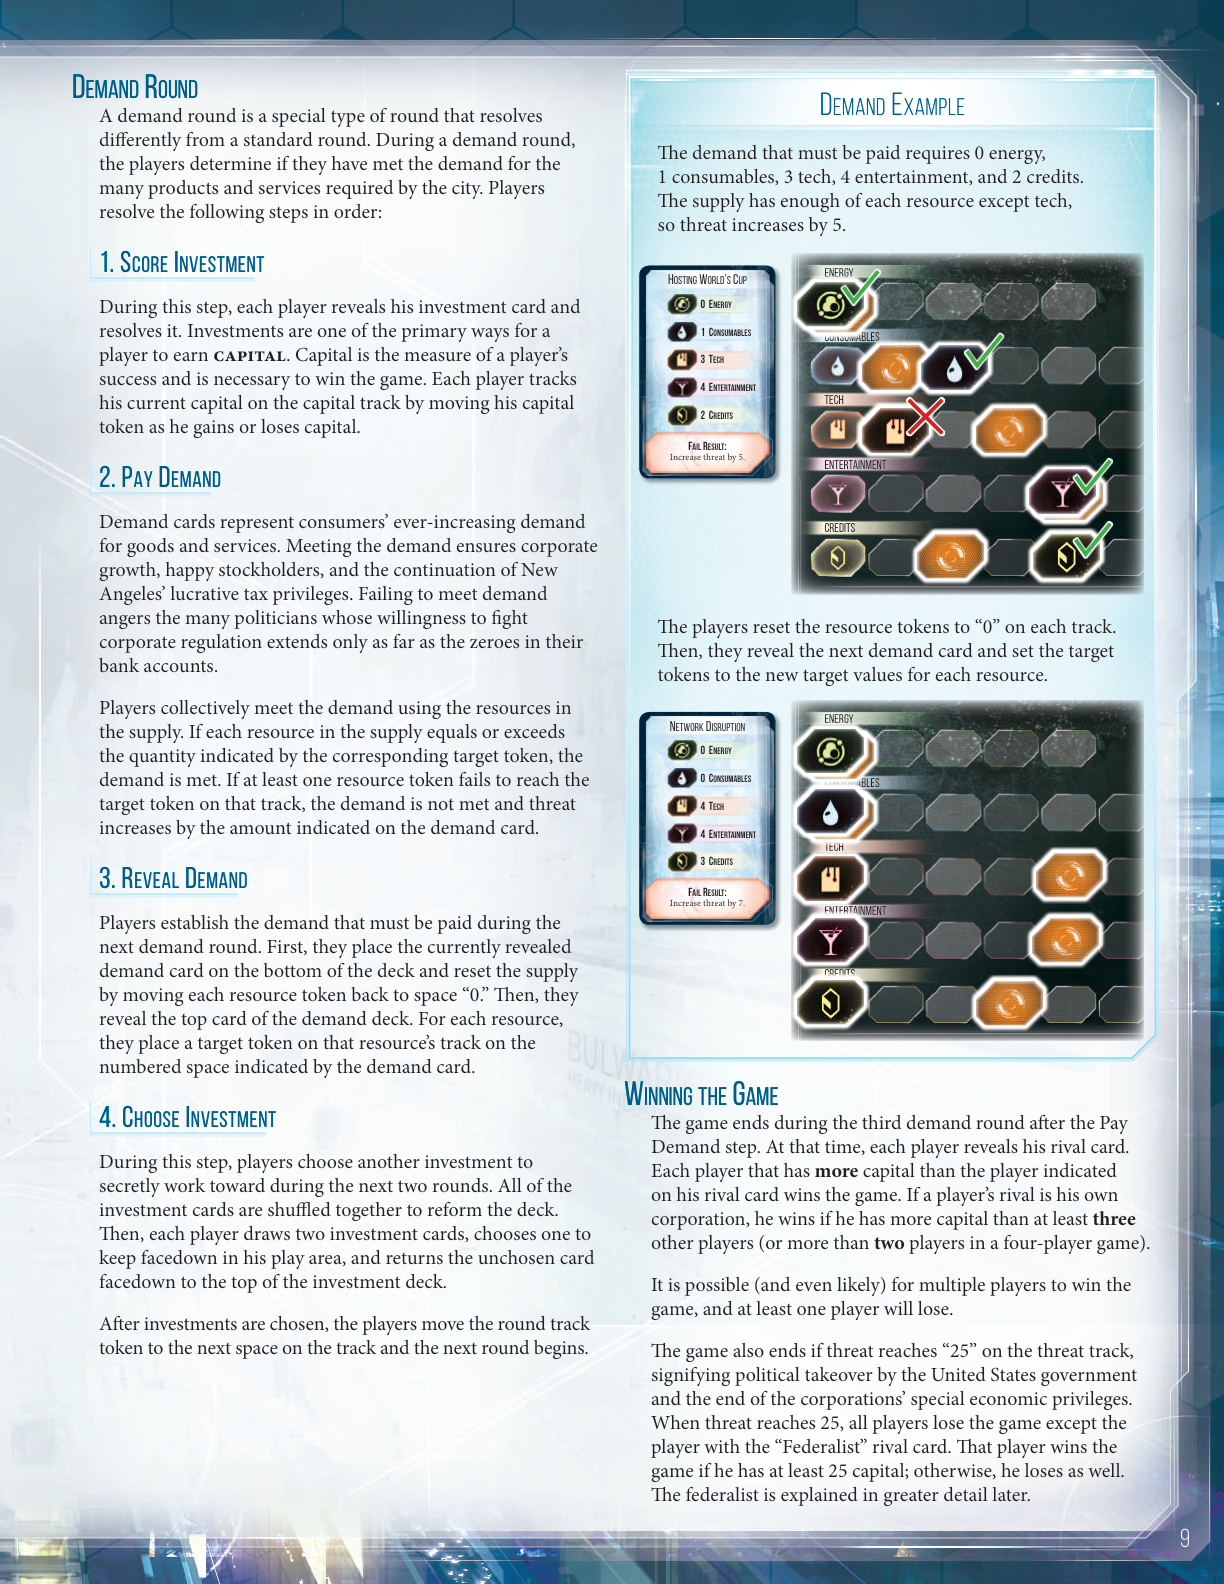 Demand Round
A demand round is a special type of round that resolves
differently from a standard round. During a demand round,
the players determine if they have met the demand for the
many products and services required by the city. Players
resolve the following steps in order:
1. Score Investment
During this step, each player reveals his investment card and
resolves it. Investments are one of the primary ways for a
player to earn CAPITAL. Capital is the measure of a player's
success and is necessary to win the game. Each player tracks
his current capital on the capital track by moving his capital
token as he gains or loses capital.
2. Pay Demand
Demand cards represent consumers' ever-increasing demand
for goods and services. Meeting the demand ensures corporate
growth, happy stockholders, and the continuation of New
Angeles' lucrative tax privileges. Failing to meet demand
angers the many politicians whose willingness to fight
corporate regulation extends only as far as the zeroes in their
bank accounts.
Players collectively meet the demand using the resources in
the supply. If each resource in the supply equals or exceeds
the quantity indicated by the corresponding target token, the
demand is met. If at least one resource token fails to reach the
target token on that track, the demand is not met and threat
increases by the amount indicated on the demand card.
3. Reveal Demand
Players establish the demand that must be paid during the
next demand round. First, they place the currently revealed
demand card on the bottom of the deck and reset the supply
by moving each resource token back to space "0." Then, they
reveal the top card of the demand deck. For each resource,
they place a target token on that resource's track on the
numbered space indicated by the demand card.
4. Choose Investment
During this step, players choose another investment to
secretly work toward during the next two rounds. All of the
investment cards are shuffled together to reform the deck.
Then, each player draws two investment cards, chooses one to
keep facedown in his play area, and returns the unchosen card
facedown to the top of the investment deck.
After investments are chosen, the players move the round track
token to the next space on the track and the next round begins.
Demand Example
The demand that must be paid requires 0 energy,
1 consumables, 3 tech, 4 entertainment, and 2 credits.
The supply has enough of each resource except tech,
so threat increases by 5.
Hosting World's Cup
0 Energy
1 Consumables
3 Tech
4 Entertainment
2 Credits
Fail Result:
Increase threat by 5.
ENERGY
CONSUMABLES
TECH
ENTERTAINMENT
CREDITS
The players reset the resource tokens to "0" on each track.
Then, they reveal the next demand card and set the target
tokens to the new target values for each resource.
Network Disruption
0 Energy
0 Consumables
4 Tech
4 Entertainment
3 Credits
Fail Result:
Increase threat by 7.
ENERGY
CONSUMABLES
TECH
ENTERTAINMENT
CREDITS
Winning the Game
The game ends during the third demand round after the Pay
Demand step. At that time, each player reveals his rival card.
Each player that has more capital than the player indicated
on his rival card wins the game. If a player's rival is his own
corporation, he wins if he has more capital than at least three
other players (or more than two players in a four-player game).
It is possible (and even likely) for multiple players to win the
game, and at least one player will lose.
The game also ends if threat reaches "25" on the threat track,
signifying political takeover by the United States government
and the end of the corporations' special economic privileges.
When threat reaches 25, all players lose the game except the
player with the "Federalist" rival card. That player wins the
game if he has at least 25 capital; otherwise, he loses as well.
The federalist is explained in greater detail later.
9